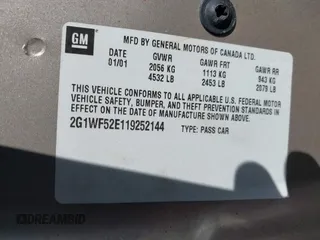 GM
MFD BY GENERAL MOTORS OF CANADA LTD.
DATE GVWR GAWR FRT GAWR RR
01/01 2056 KG 1113 KG 943 KG
4532 LB 2453 LB 2079 LB
THIS VEHICLE CONFORMS TO ALL APPLICABLE U.S. FEDERAL MOTOR
VEHICLE SAFETY, BUMPER, AND THEFT PREVENTION STANDARDS IN
EFFECT ON THE DATE OF MANUFACTURE SHOWN ABOVE.
2G1WF52E119252144 TYPE: PASS CAR
DREAMBID